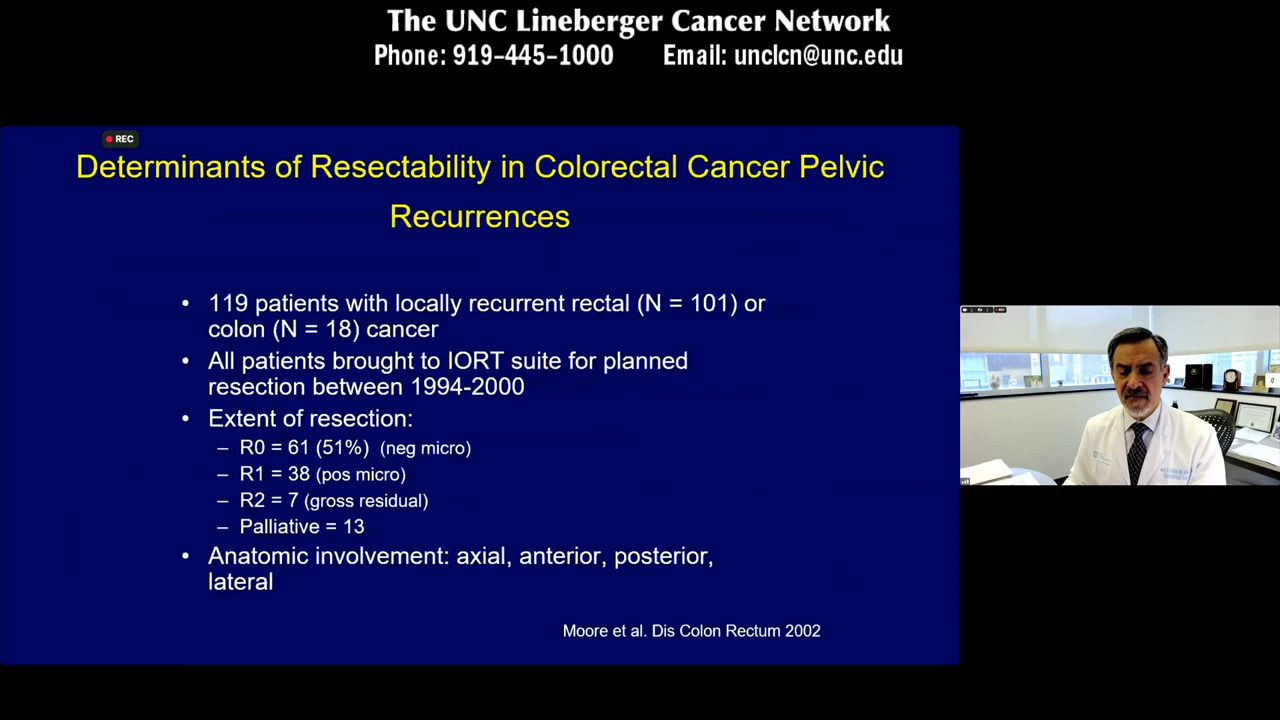 The UNC Lineberger Cancer Network
Phone: 919-445-1000 Email: unclcn@unc.edu
REC
Determinants of Resectability in Colorectal Cancer Pelvic
Recurrences
• 119 patients with locally recurrent rectal (N = 101) or
colon (N = 18) cancer
• All patients brought to IORT suite for planned
resection between 1994-2000
• Extent of resection:
– R0 = 61 (51%) (neg micro)
– R1 = 38 (pos micro)
– R2 = 7 (gross residual)
– Palliative = 13
• Anatomic involvement: axial, anterior, posterior,
lateral
Moore et al. Dis Colon Rectum 2002